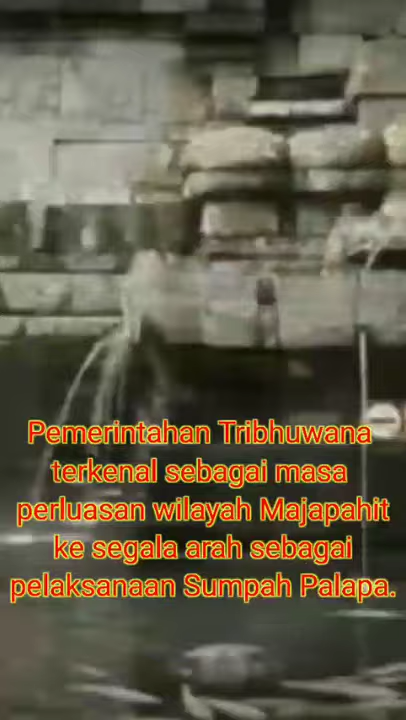 Pemerintahan Tribhuwana
terkenal sebagai masa
perluasan wilayah Majapahit
ke segala arah sebagai
pelaksanaan Sumpah Palapa.